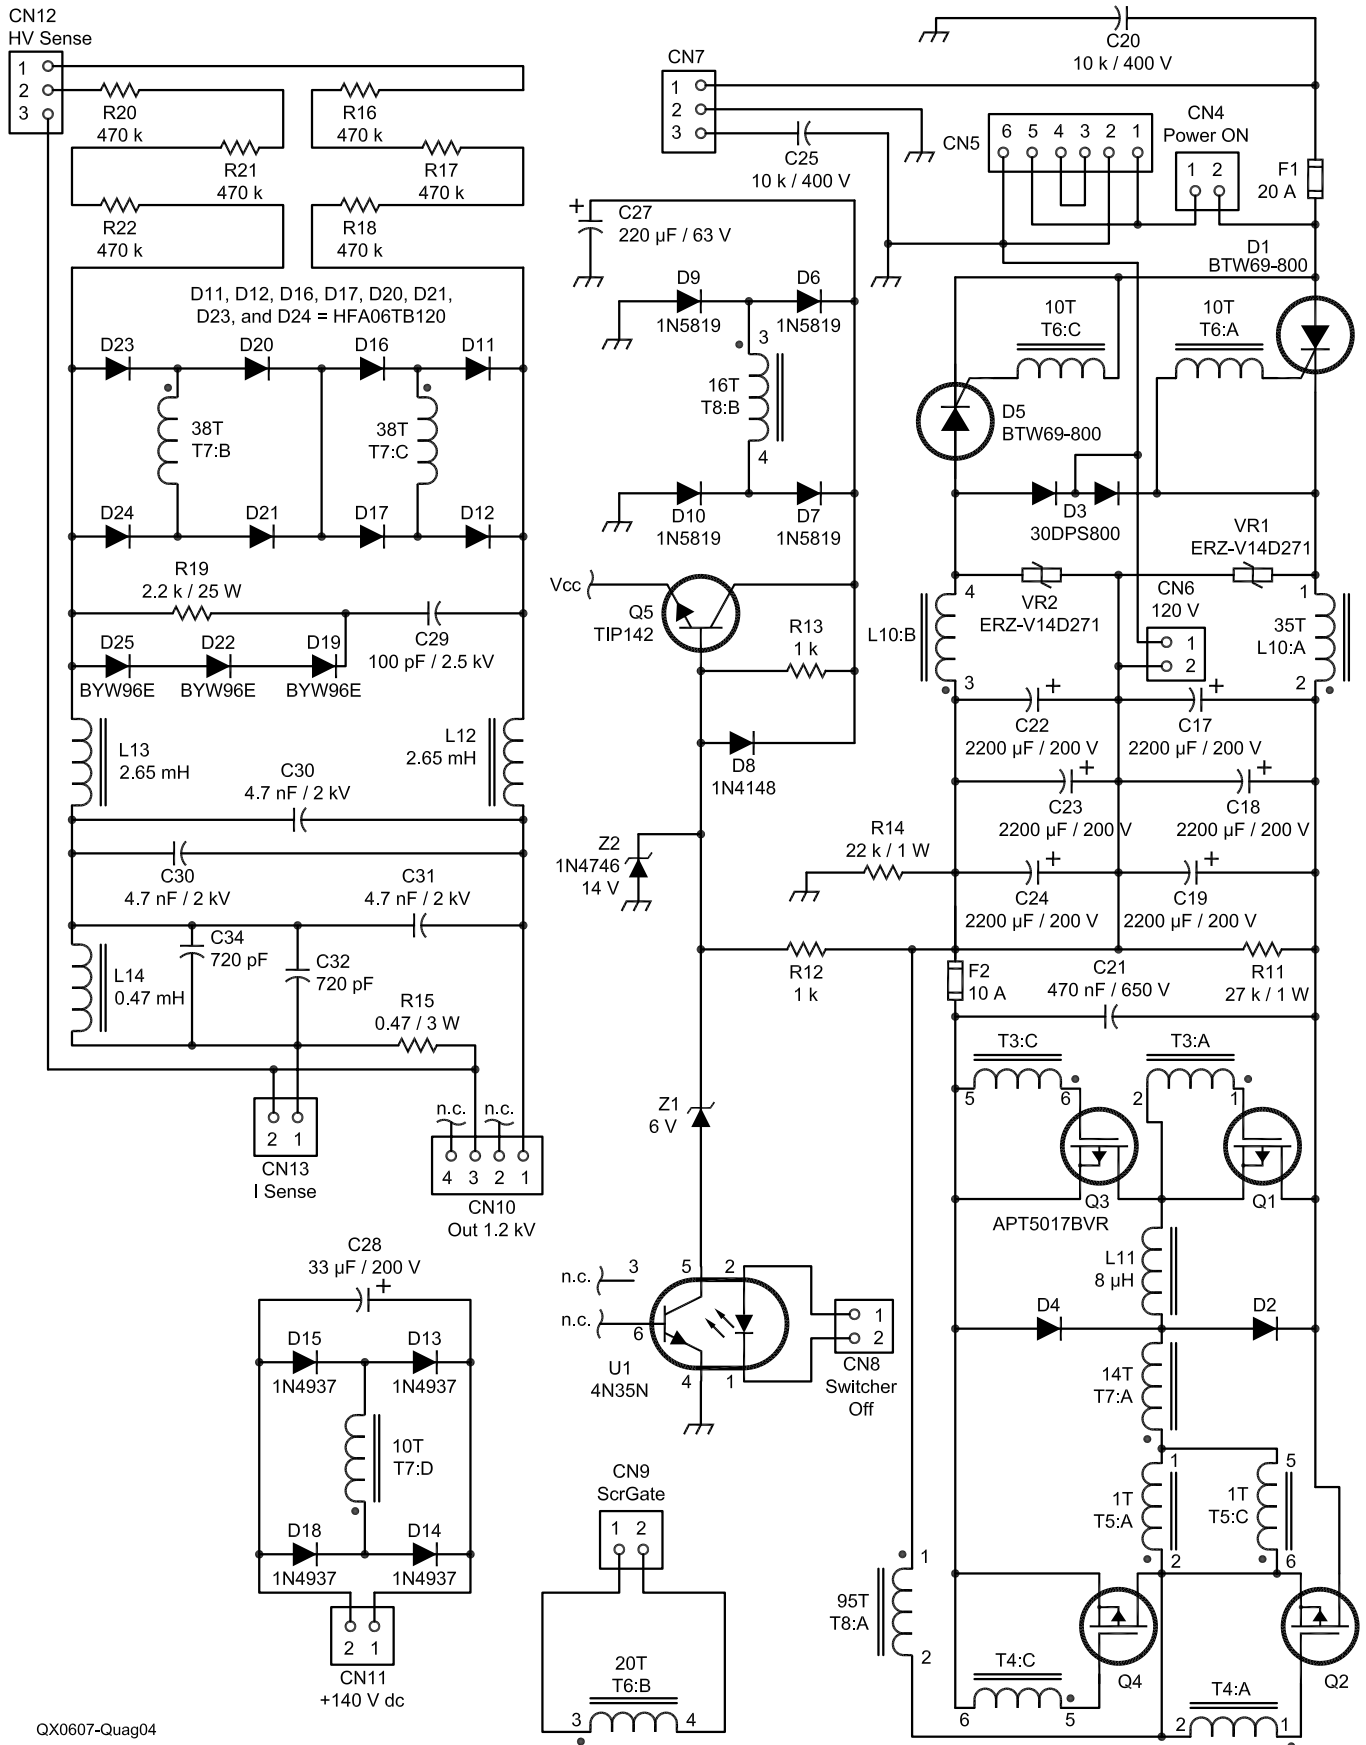 CN12
HV Sense
1
2
3
R20
470 k
R16
470 k
R21
470 k
R17
470 k
R22
470 k
R18
470 k
D11, D12, D16, D17, D20, D21,
D23, and D24 = HFA06TB120
D23
D20
D16
D11
38T
T7:B
38T
T7:C
D24
D21
D17
D12
R19
2.2 k / 25 W
C29
100 pF / 2.5 kV
D25
BYW96E
D22
BYW96E
D19
BYW96E
L13
2.65 mH
L12
2.65 mH
C30
4.7 nF / 2 kV
C30
4.7 nF / 2 kV
C31
4.7 nF / 2 kV
C34
720 pF
C32
720 pF
L14
0.47 mH
R15
0.47 / 3 W
2 1
CN13
I Sense
n.c.
n.c.
4 3 2 1
CN10
Out 1.2 kV
C28
33 µF / 200 V
+
D15
1N4937
D13
1N4937
10T
T7:D
D18
1N4937
D14
1N4937
2 1
CN11
+140 V dc
QX0607-Quag04
CN7
1
2
3
C25
10 k / 400 V
C20
10 k / 400 V
CN5
6 5 4 3 2 1
CN4
Power ON
1 2
F1
20 A
+
C27
220 µF / 63 V
D9
1N5819
D6
1N5819
3
16T
T8:B
4
D10
1N5819
D7
1N5819
Vcc
Q5
TIP142
R13
1 k
D8
1N4148
Z2
1N4746
14 V
R14
22 k / 1 W
R12
1 k
Z1
6 V
n.c.
3
n.c.
6
5
2
4
1
U1
4N35N
1
2
CN8
Switcher
Off
CN9
ScrGate
1 2
20T
T6:B
3
4
D1
BTW69-800
10T
T6:C
10T
T6:A
D5
BTW69-800
D3
30DPS800
VR1
ERZ-V14D271
VR2
ERZ-V14D271
CN6
120 V
1
2
4
L10:B
3
1
35T
L10:A
2
+
C22
2200 µF / 200 V
+
C17
2200 µF / 200 V
+
C23
2200 µF / 200 V
+
C18
2200 µF / 200 V
+
C24
2200 µF / 200 V
+
C19
2200 µF / 200 V
F2
10 A
C21
470 nF / 650 V
R11
27 k / 1 W
T3:C
5
6
T3:A
2
1
Q3
Q1
APT5017BVR
L11
8 µH
D4
D2
14T
T7:A
1
1T
T5:A
2
5
1T
T5:C
6
1
95T
T8:A
2
Q4
Q2
T4:C
6
5
T4:A
2
1